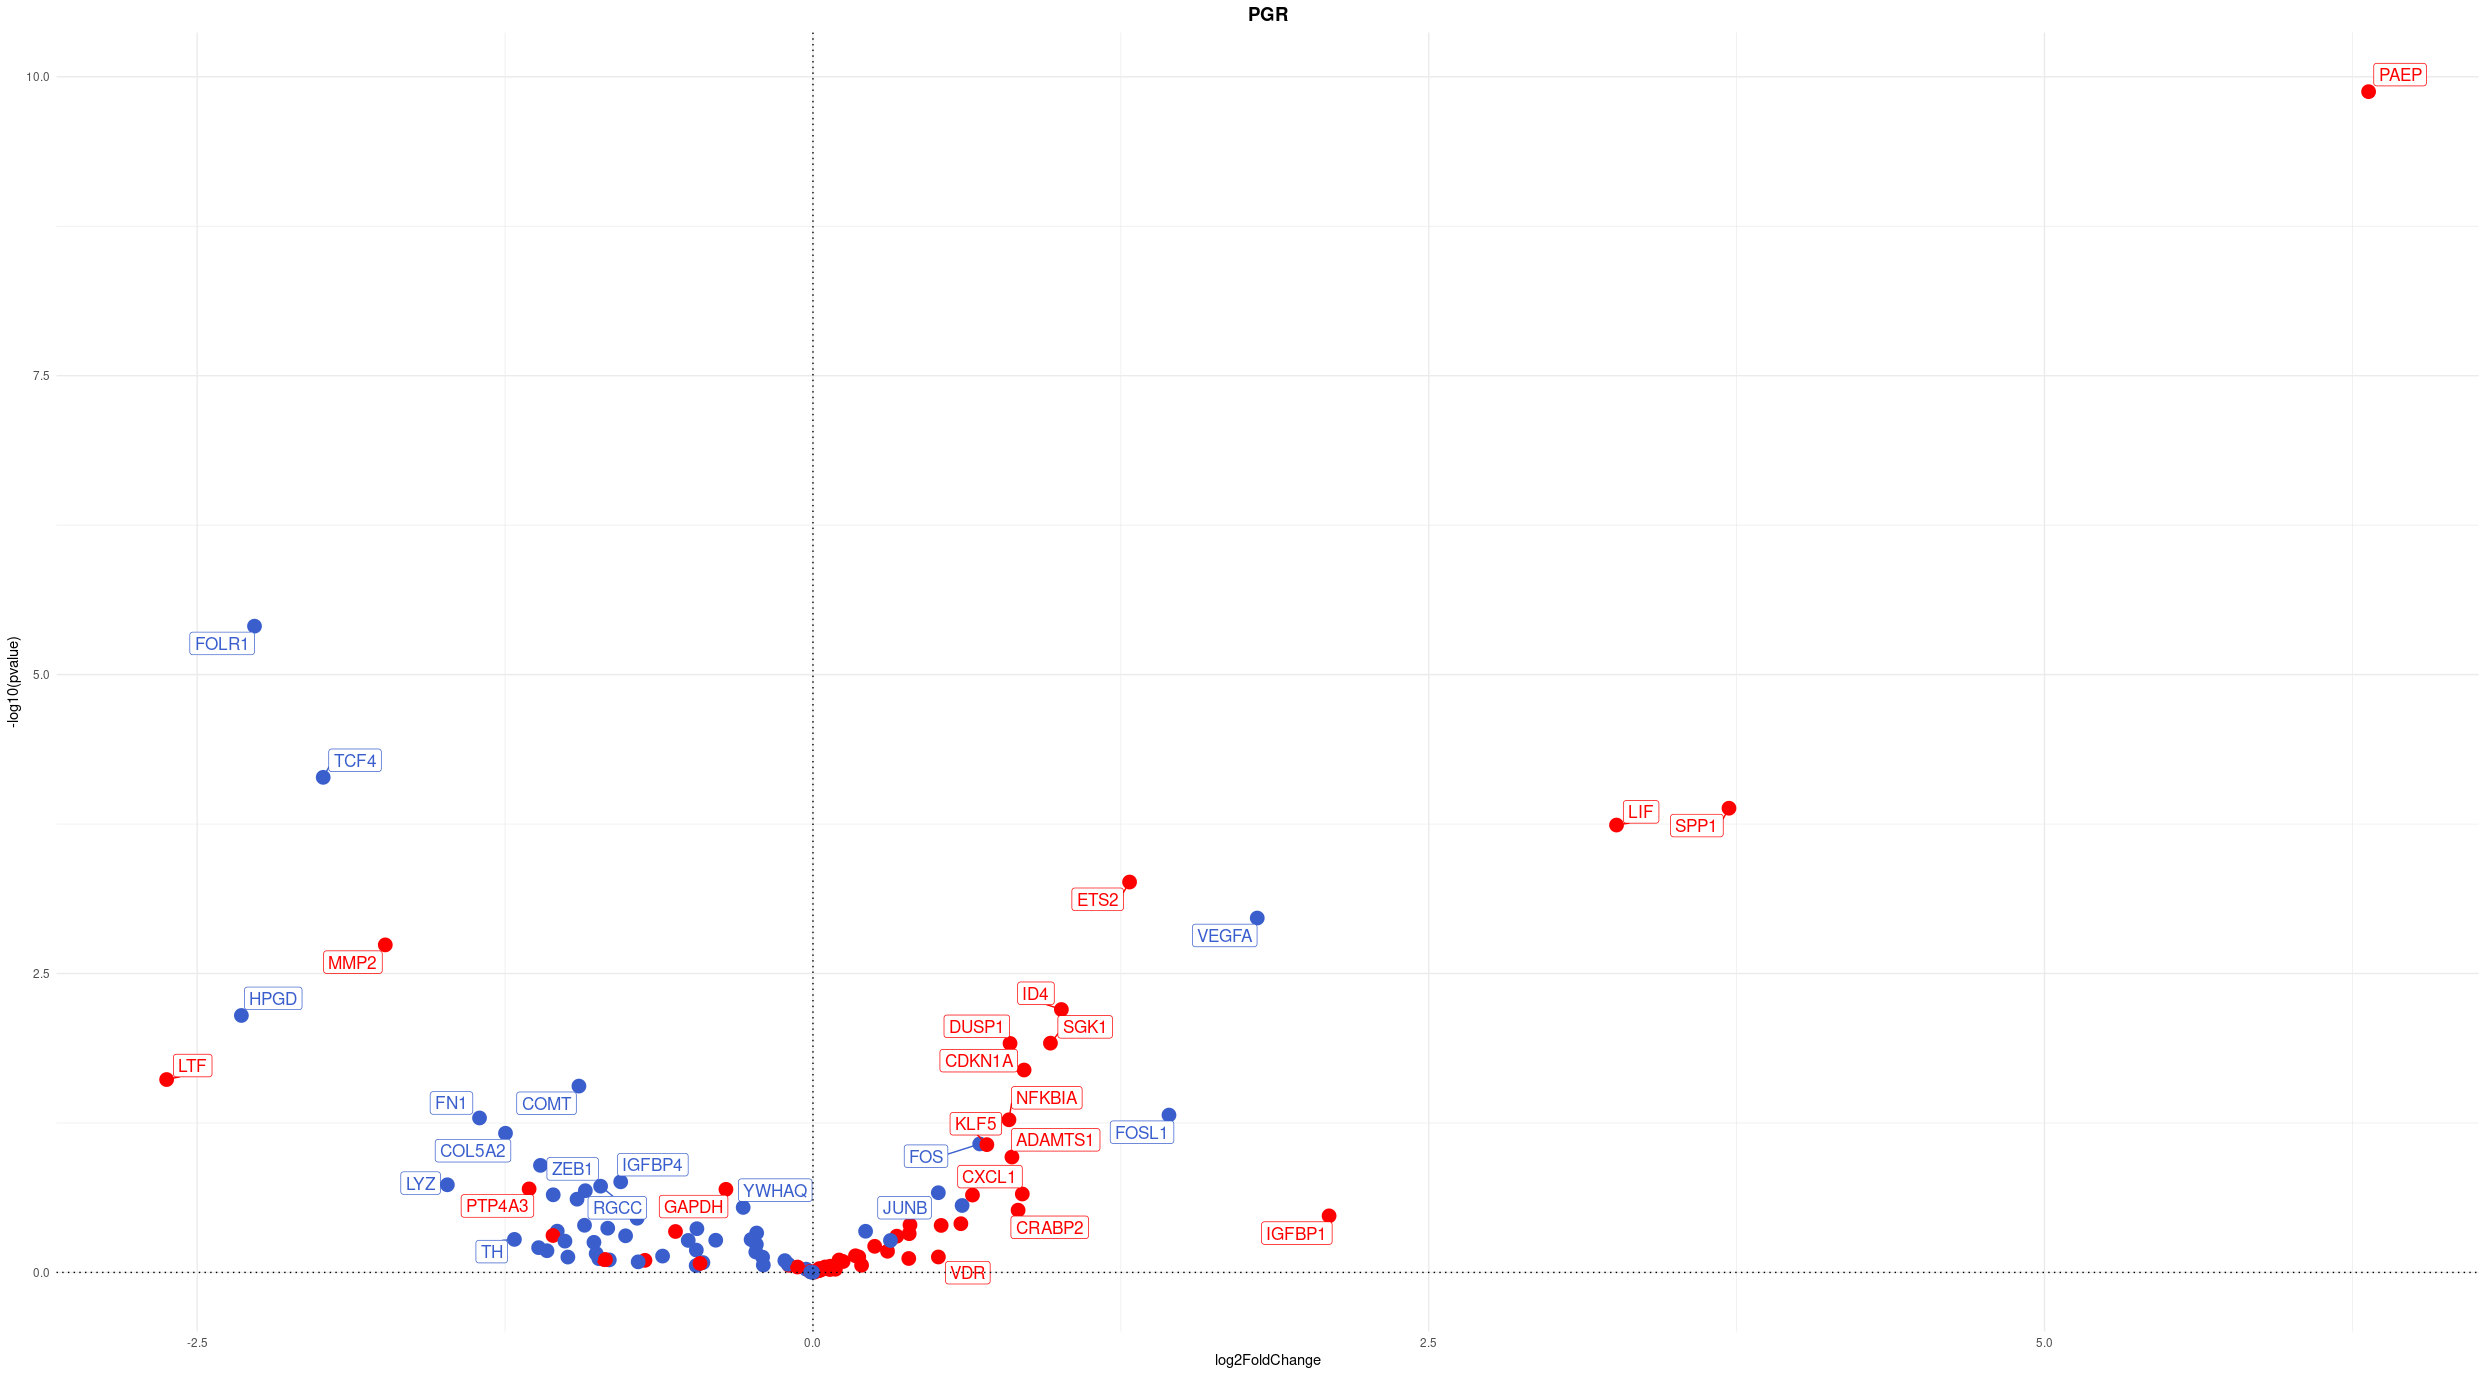 PGR
10.0
PAEP
7.5
FOLR1
5.0
-log10(pvalue)
TCF4
LIF
SPP1
ETS2
VEGFA
MMP2
2.5
HPGD
ID4
DUSP1
SGK1
CDKN1A
LTF
FN1
COMT
NFKBIA
KLF5
FOSL1
ADAMTS1
COL5A2
FOS
ZEB1
IGFBP4
CXCL1
LYZ
YWHAQ
PTP4A3
RGCC
GAPDH
JUNB
CRABP2
IGFBP1
TH
0.0
VDR
-2.5
0.0
2.5
5.0
log2FoldChange